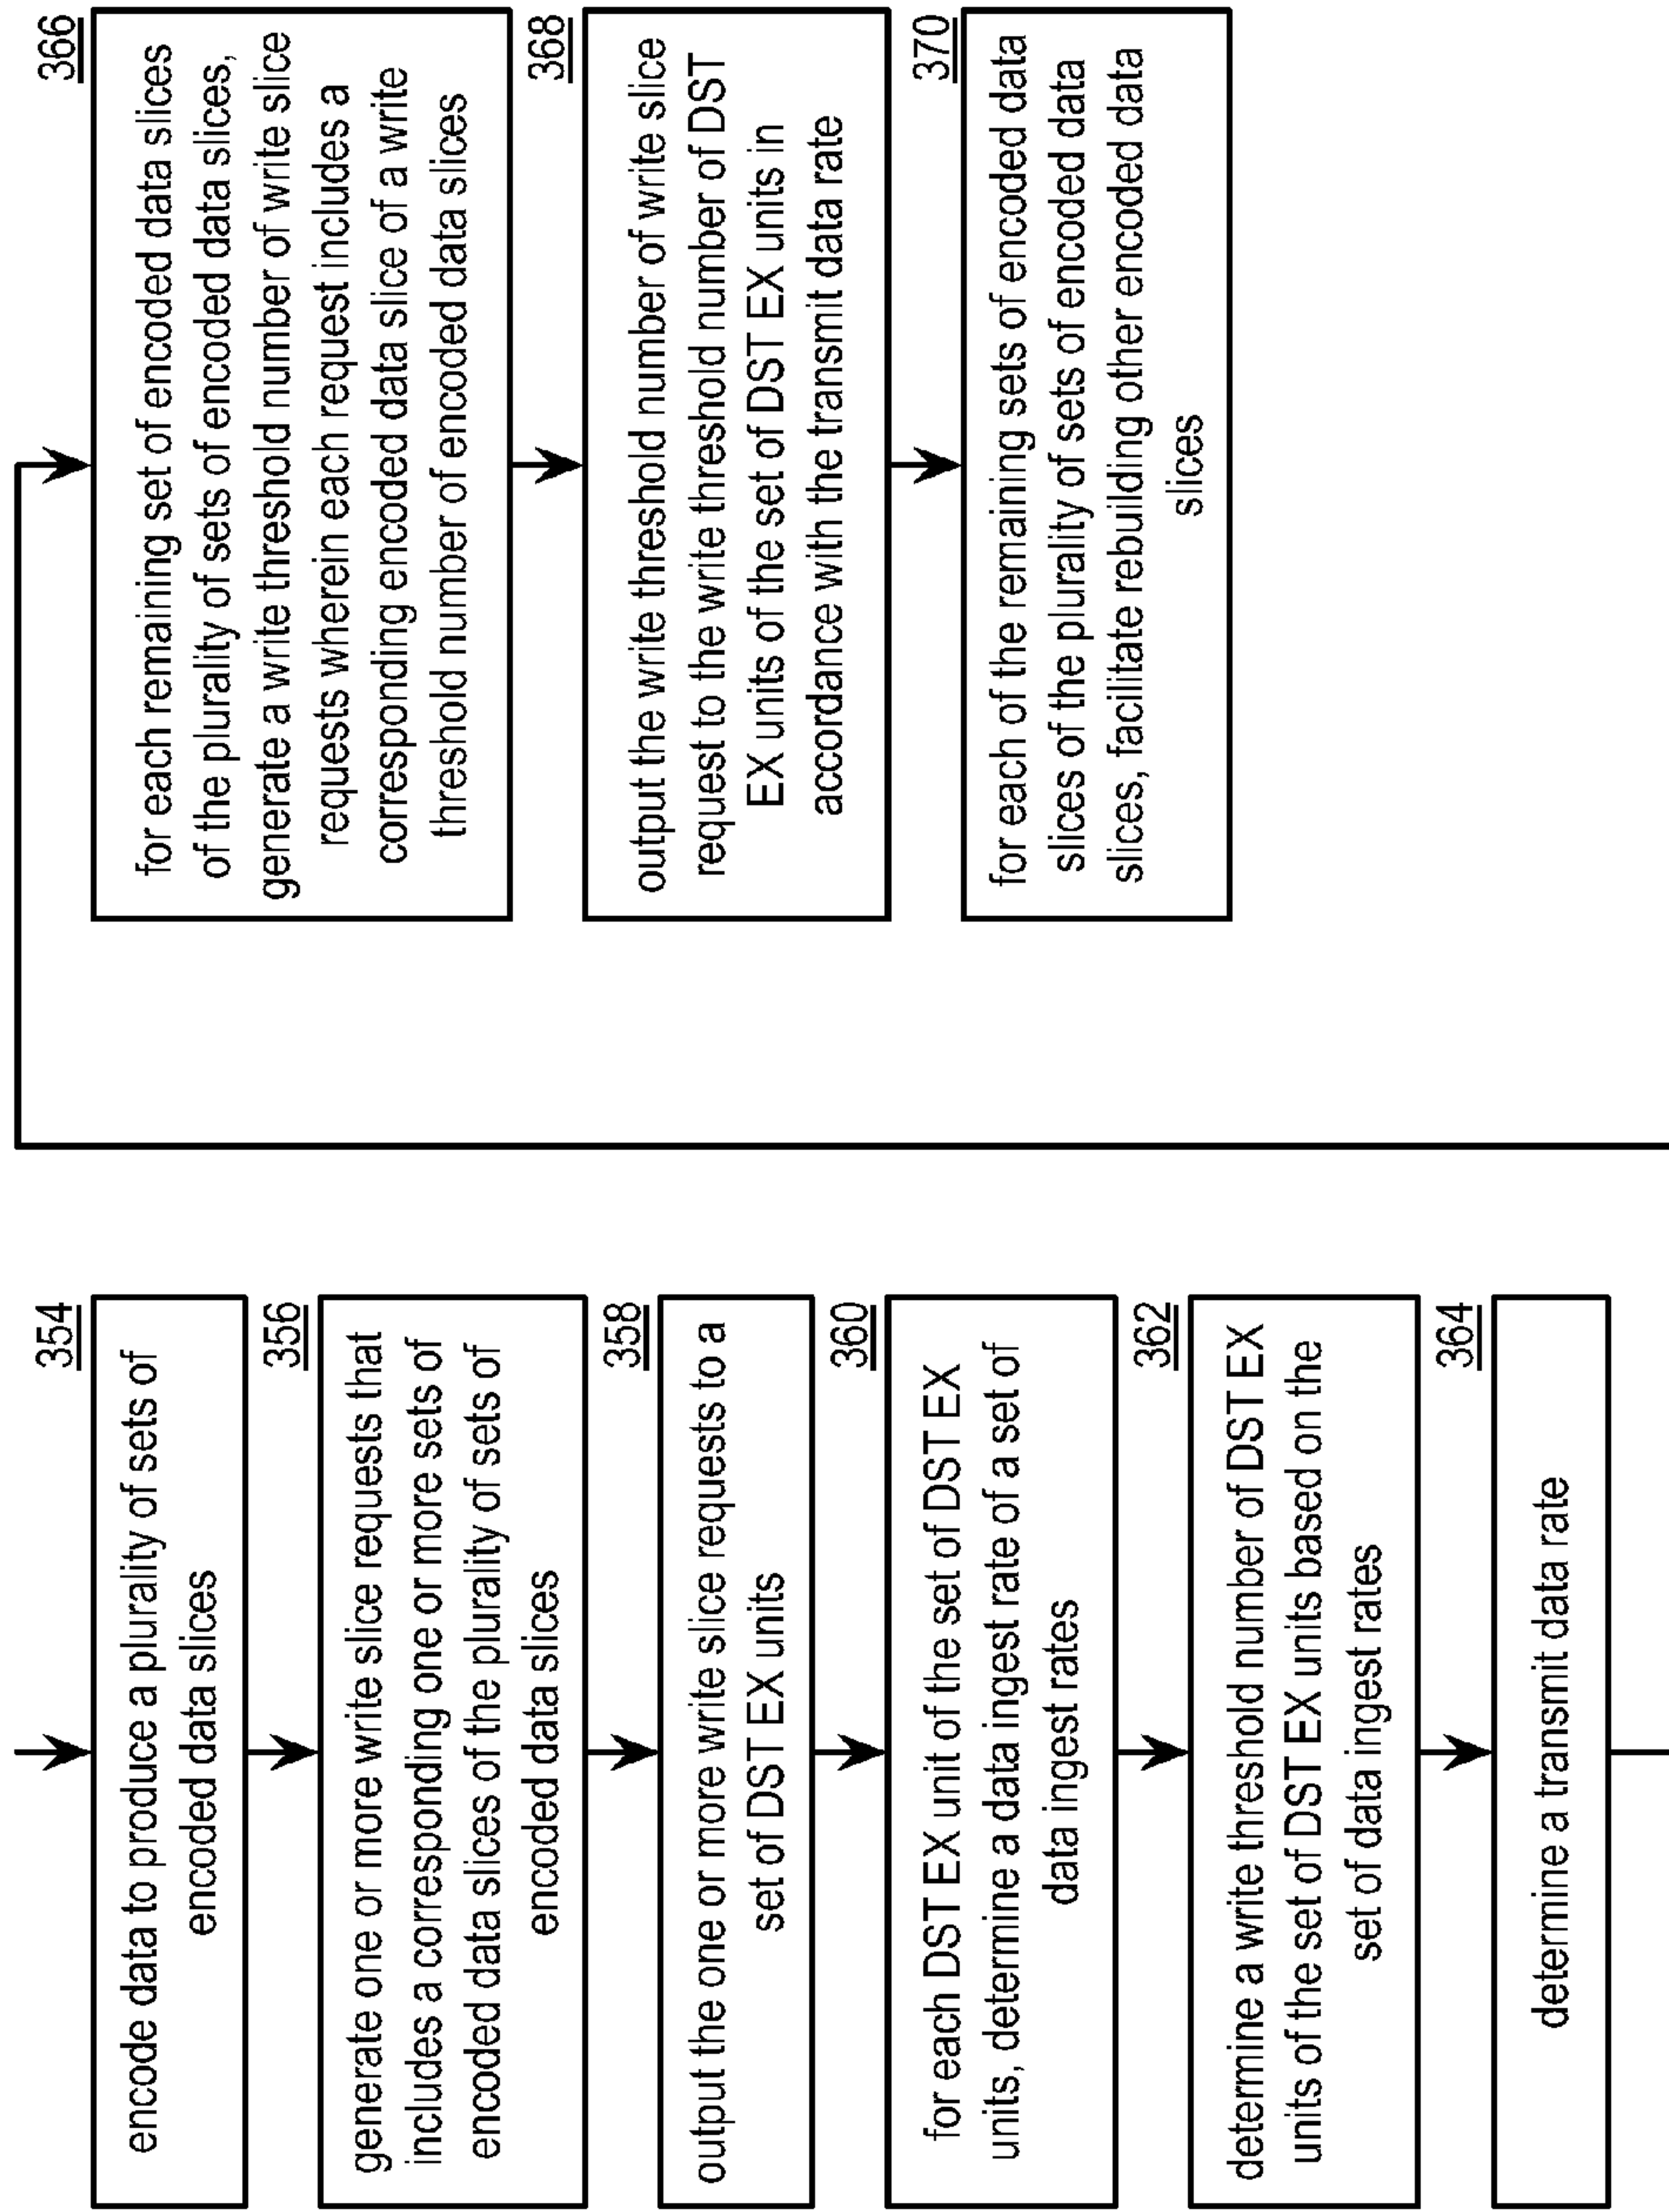 354
encode data to produce a plurality of sets of
encoded data slices
356
generate one or more write slice requests that
includes a corresponding one or more sets of
encoded data slices of the plurality of sets of
encoded data slices
358
output the one or more write slice requests to a
set of DST EX units
360
for each DST EX unit of the set of DST EX
units, determine a data ingest rate of a set of
data ingest rates
362
determine a write threshold number of DST EX
units of the set of DST EX units based on the
set of data ingest rates
364
determine a transmit data rate
366
for each remaining set of encoded data slices
of the plurality of sets of encoded data slices,
generate a write threshold number of write slice
requests wherein each request includes a
corresponding encoded data slice of a write
threshold number of encoded data slices
368
output the write threshold number of write slice
request to the write threshold number of DST
EX units of the set of DST EX units in
accordance with the transmit data rate
370
for each of the remaining sets of encoded data
slices of the plurality of sets of encoded data
slices, facilitate rebuilding other encoded data
slices